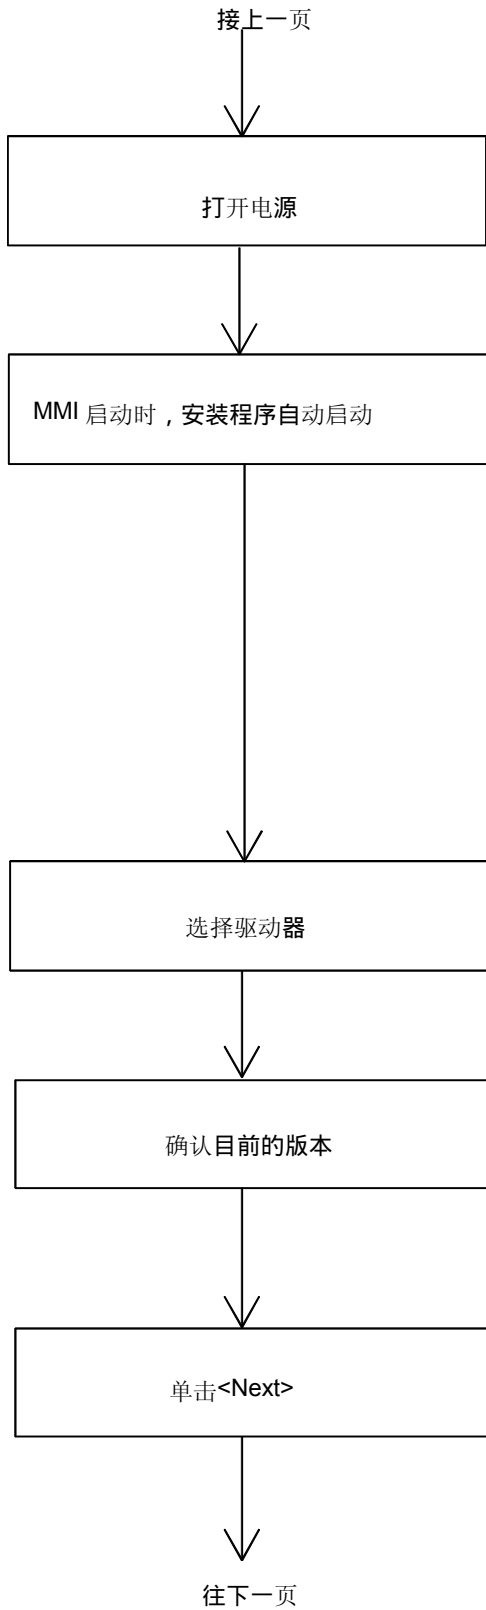 接上一页
打开电源
MMI 启动时，安装程序自动启动
选择驱动器
确认目前的版本
单击<Next>
往下一页